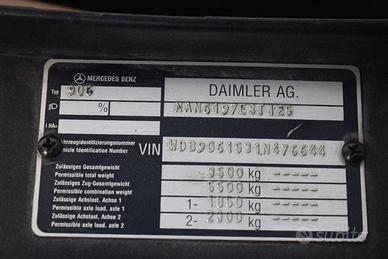 MERCEDES BENZ
DAIMLER AG.
Typ 906
%
Fahrzeugidentifizierungsnummer
Vehicle Identification Number
VIN WDB9061531N476644
Zulässiges Gesamtgewicht
Permissible total weight
3500 kg
Zulässiges Zug-Gesamtgewicht
Permissible combination weight
5500 kg
Zulässige Achslast. Achse 1
Permissible axle load. axle 1
1- 1850 kg
Zulässige Achslast. Achse 2
Permissible axle load. axle 2
2- 2300 kg
subito